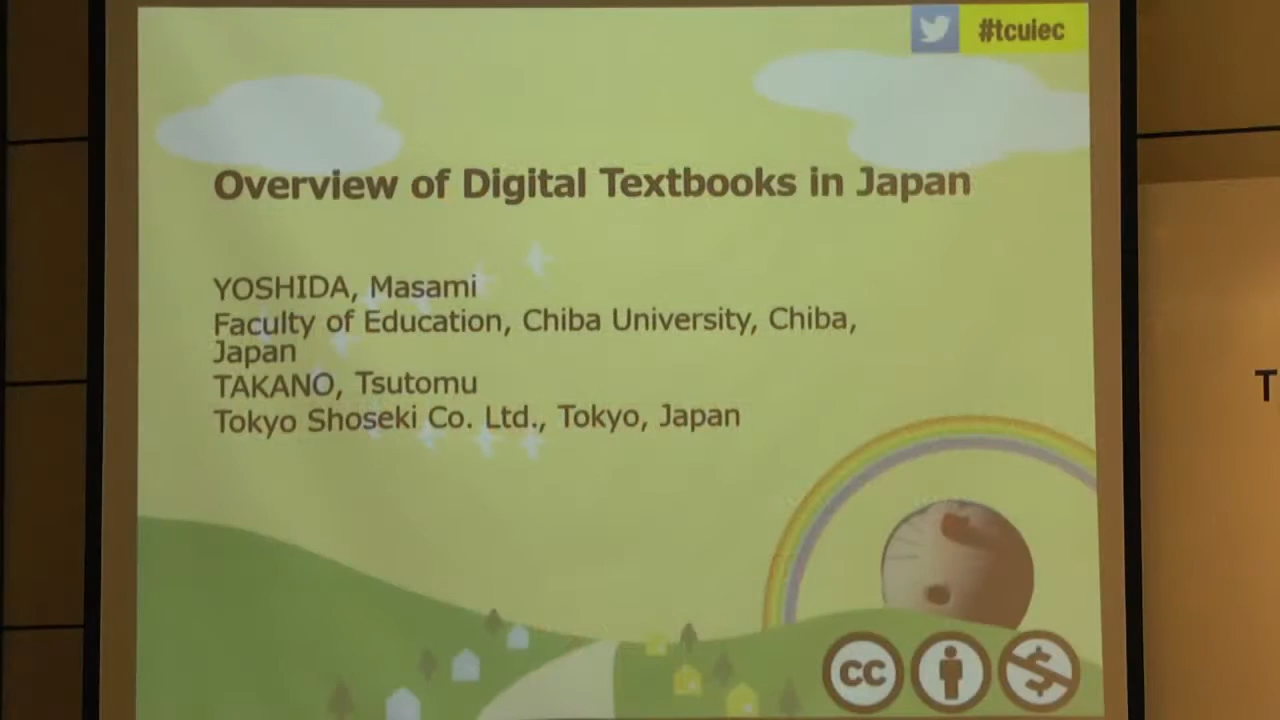 #tcuiec
Overview of Digital Textbooks in Japan
YOSHIDA, Masami
Faculty of Education, Chiba University, Chiba,
Japan
TAKANO, Tsutomu
Tokyo Shoseki Co. Ltd., Tokyo, Japan
cc
T